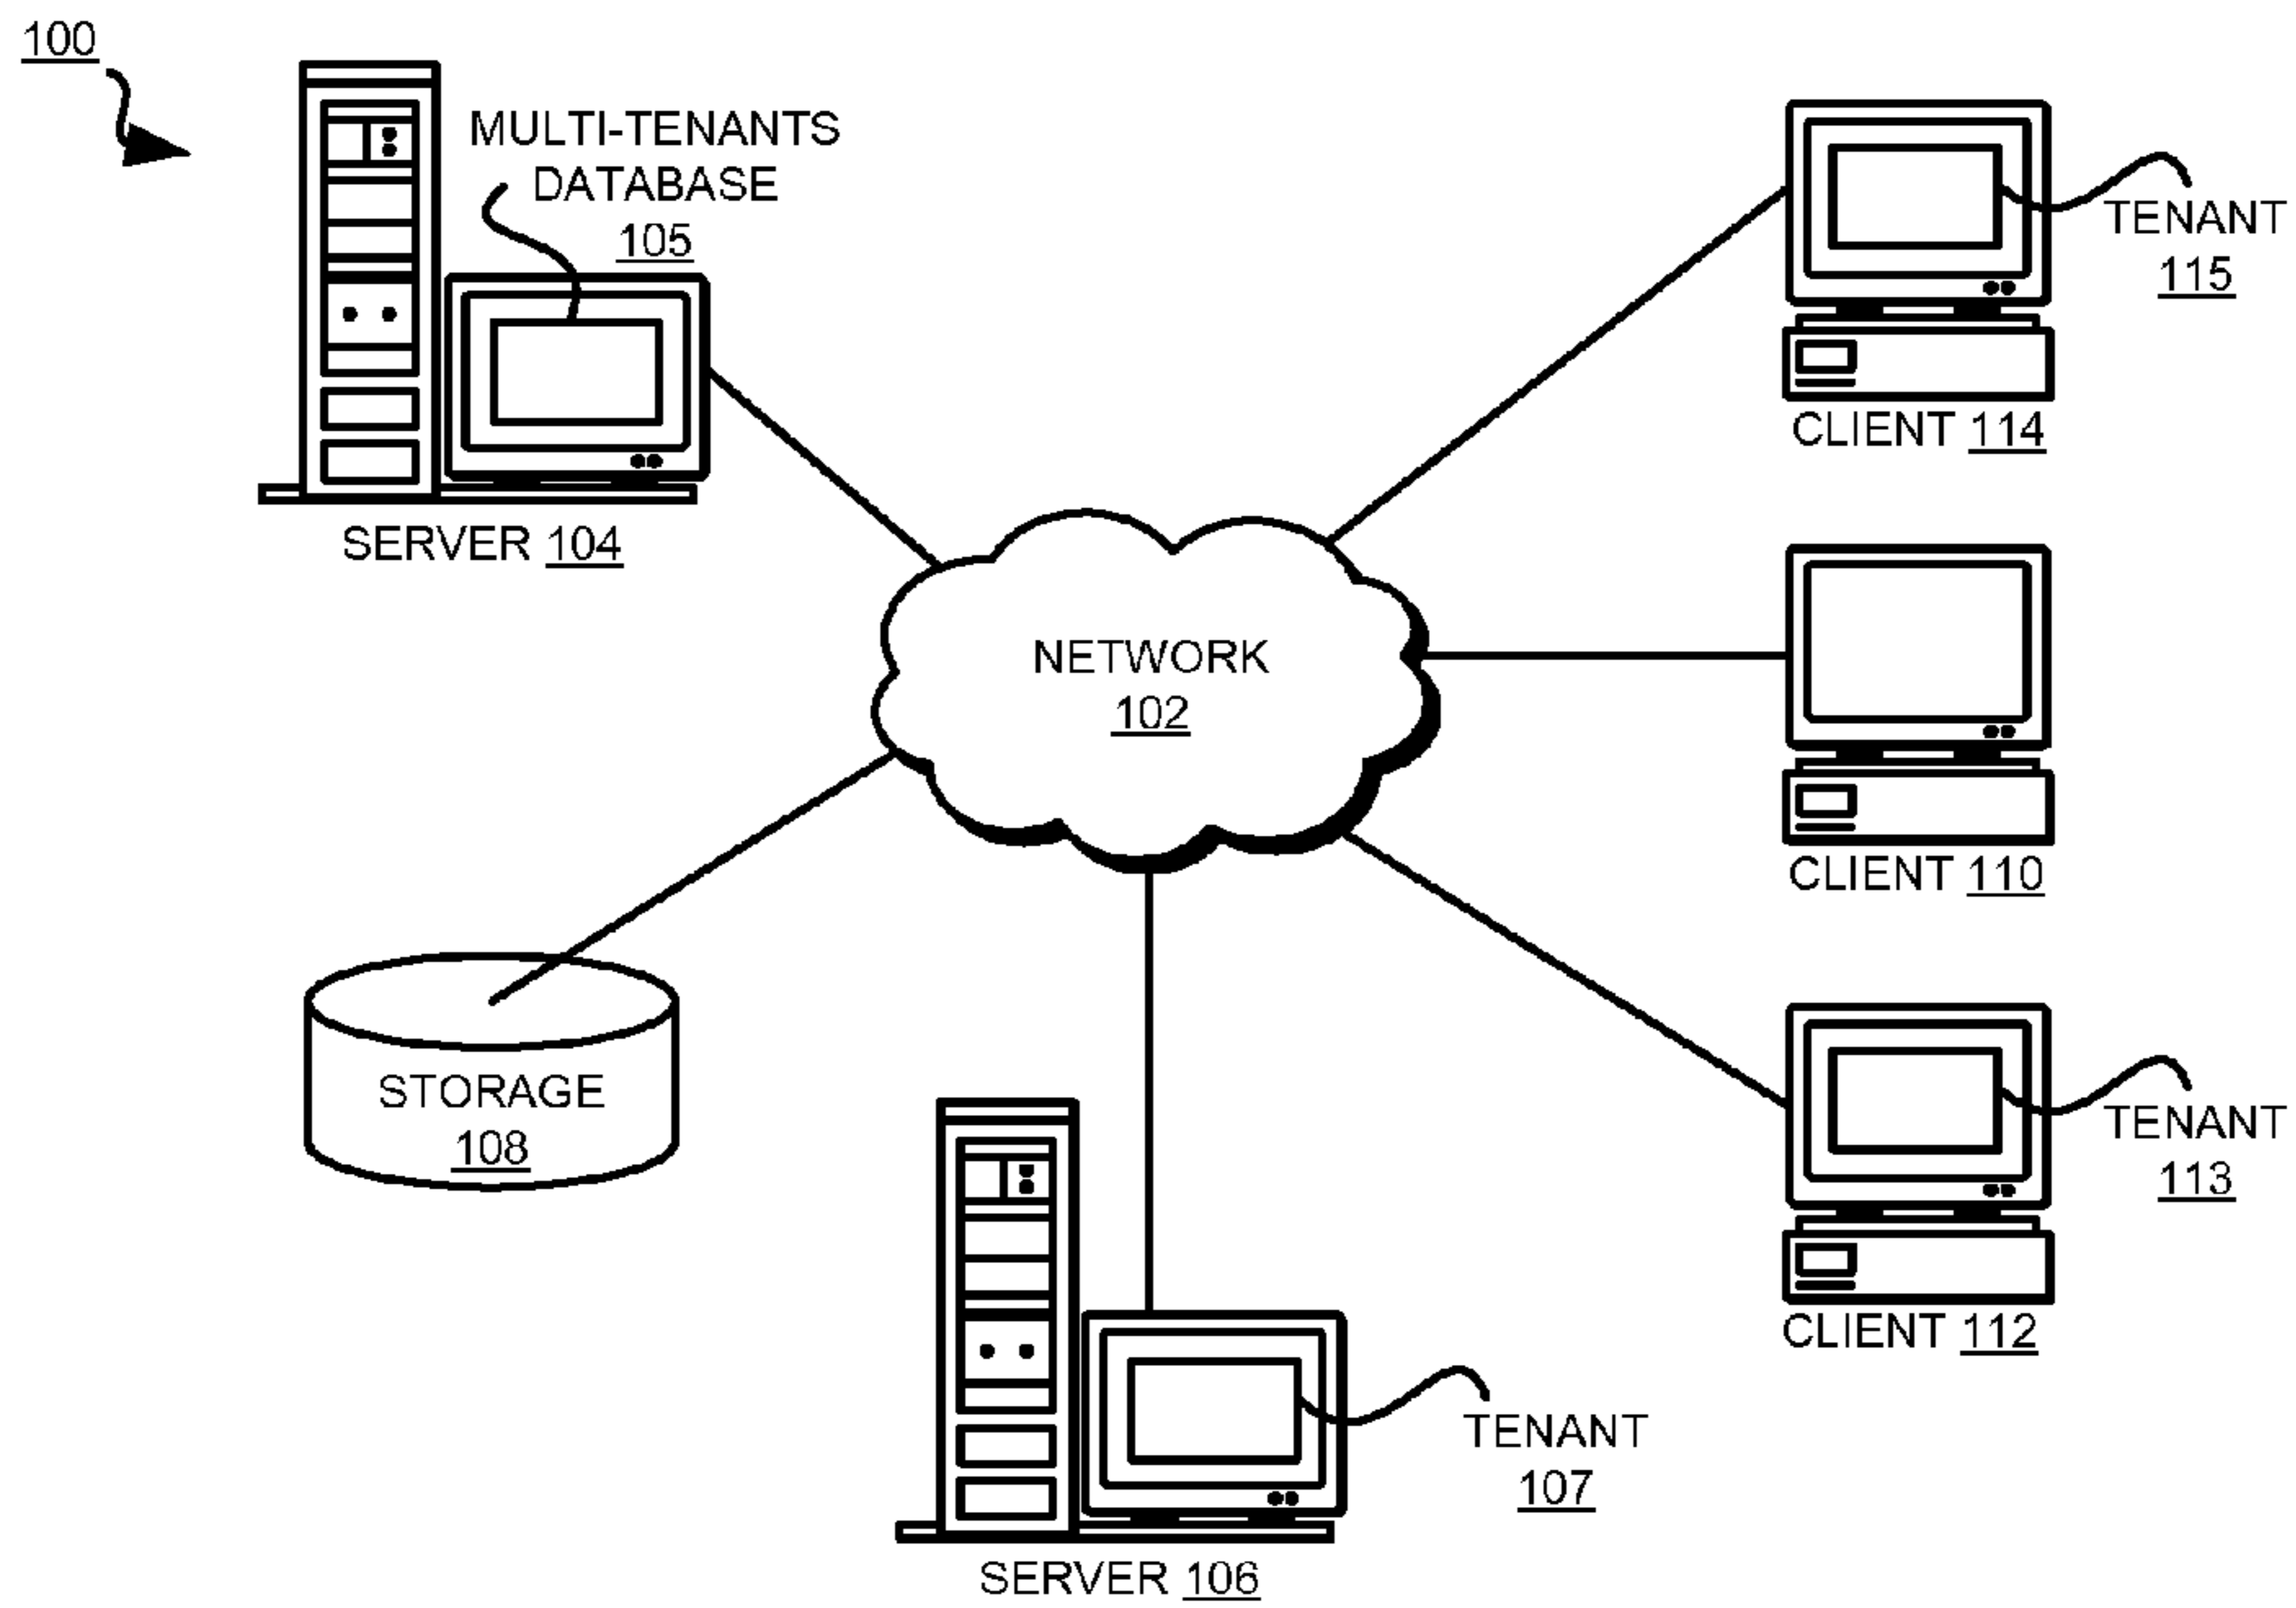 100
MULTI-TENANTS
DATABASE
105
SERVER 104
TENANT
115
CLIENT 114
NETWORK
102
CLIENT 110
STORAGE
108
TENANT
113
CLIENT 112
TENANT
107
SERVER 106